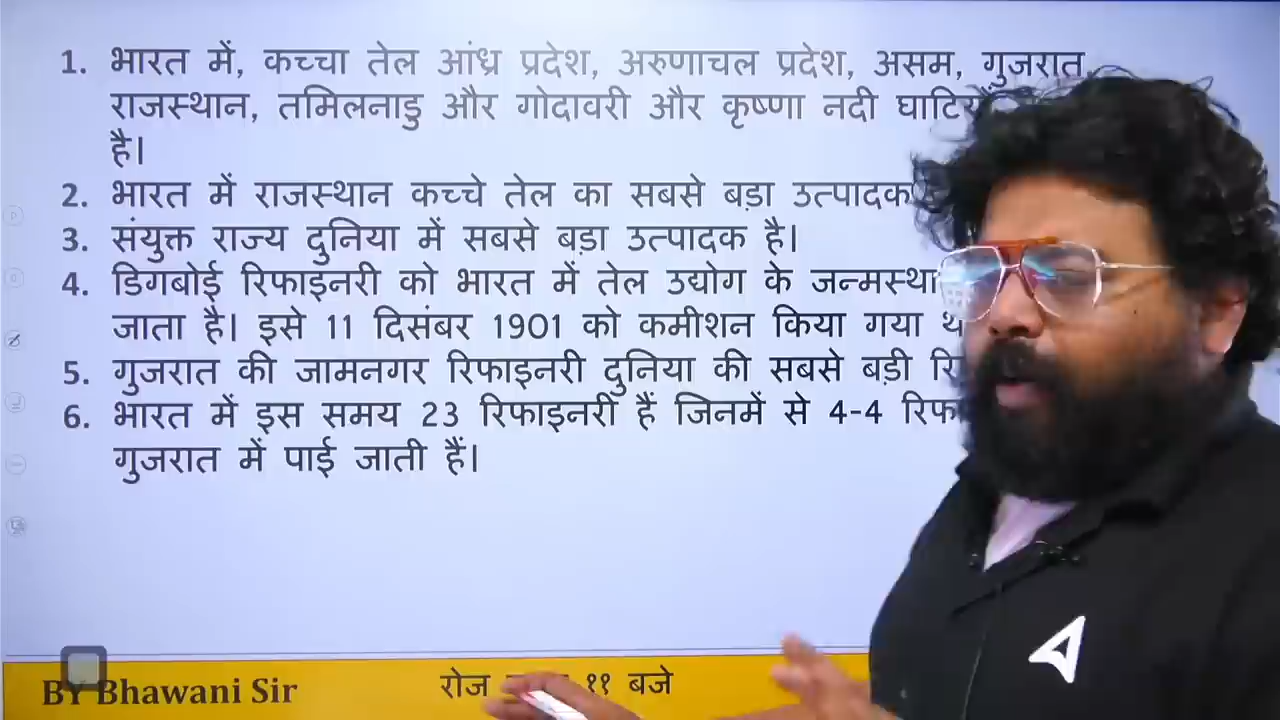 1. भारत में, कच्चा तेल आंध्र प्रदेश, अरुणाचल प्रदेश, असम, गुजरात,
राजस्थान, तमिलनाडु और गोदावरी और कृष्णा नदी
है।
2. भारत में राजस्थान कच्चे तेल का सबसे बड़ा उत्पादक
3. संयुक्त राज्य दुनिया में सबसे बड़ा उत्पादक है।
4. डिगबोई रिफाइनरी को भारत में तेल उद्योग के
जाता है। इसे 11 दिसंबर 1901 को कमीशन किया गया
5. गुजरात की जामनगर रिफाइनरी दुनिया की सबसे बड़ी
6. भारत में इस समय 23 रिफाइनरी हैं जिनमें से 4-4
गुजरात में पाई जाती हैं।
BY Bhawani Sir
रोज ११ बजे